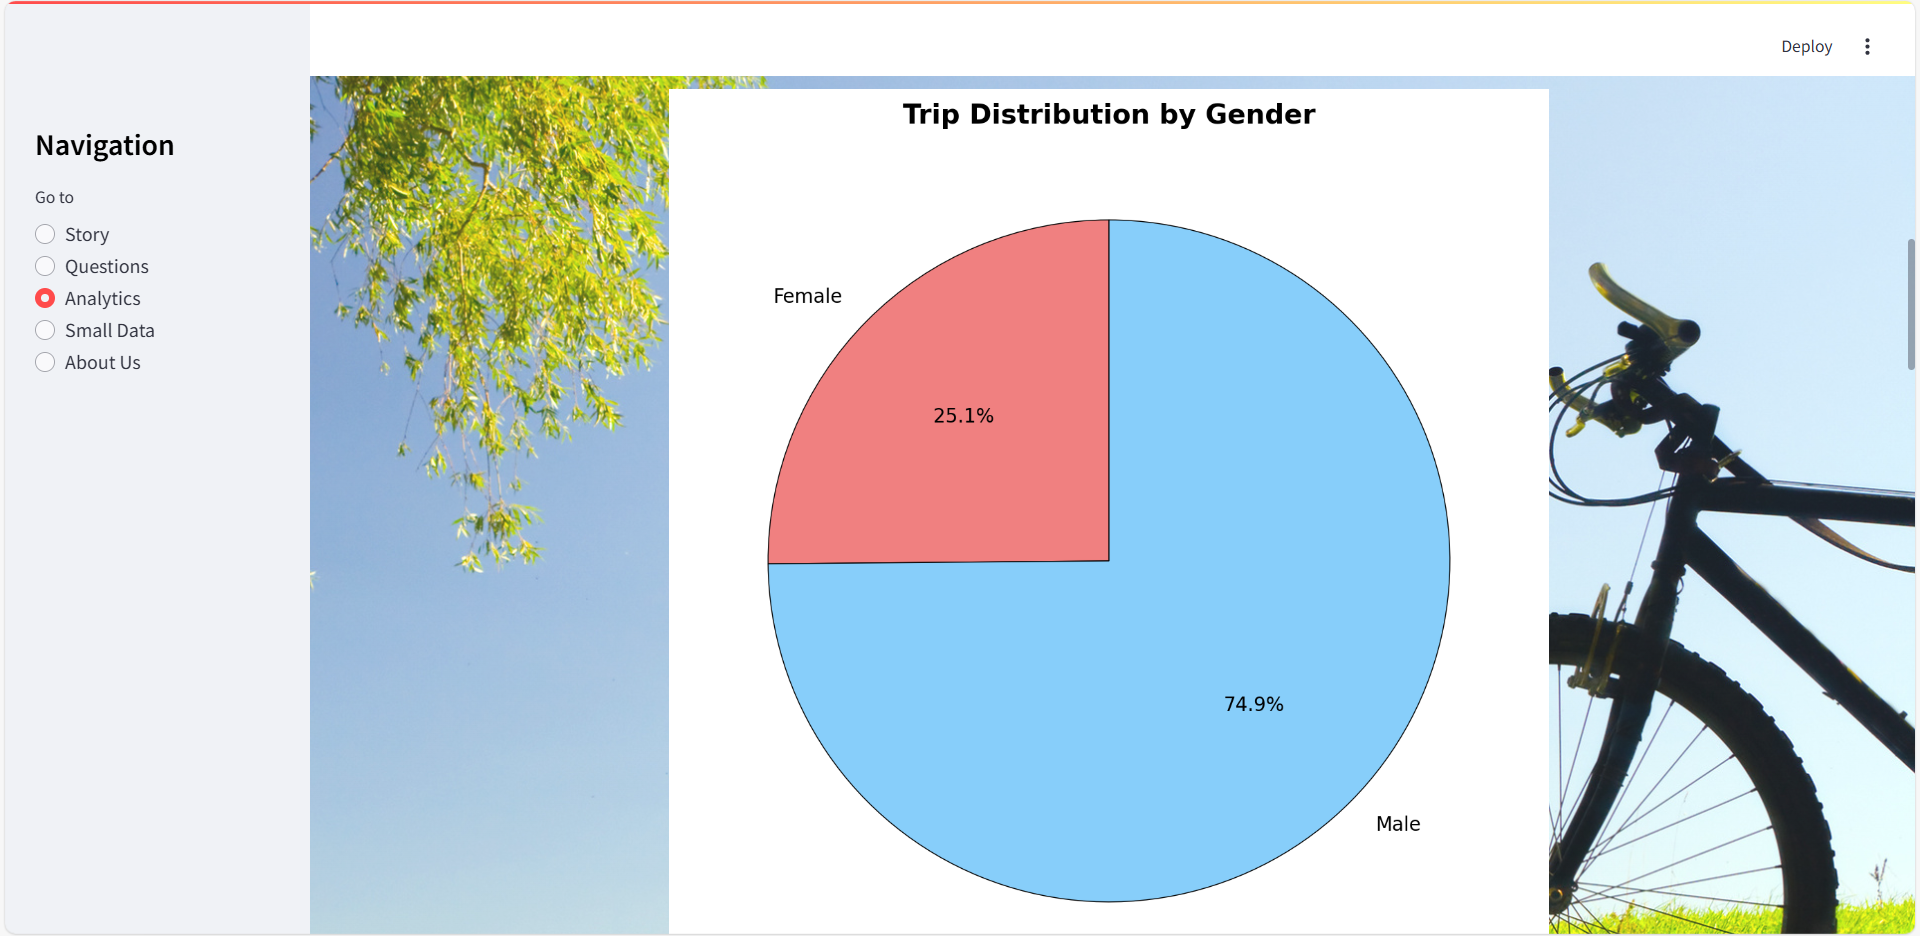 Deploy
Navigation
Go to
Story
Questions
Analytics
Small Data
About Us
Trip Distribution by Gender
Female
25.1%
74.9%
Male